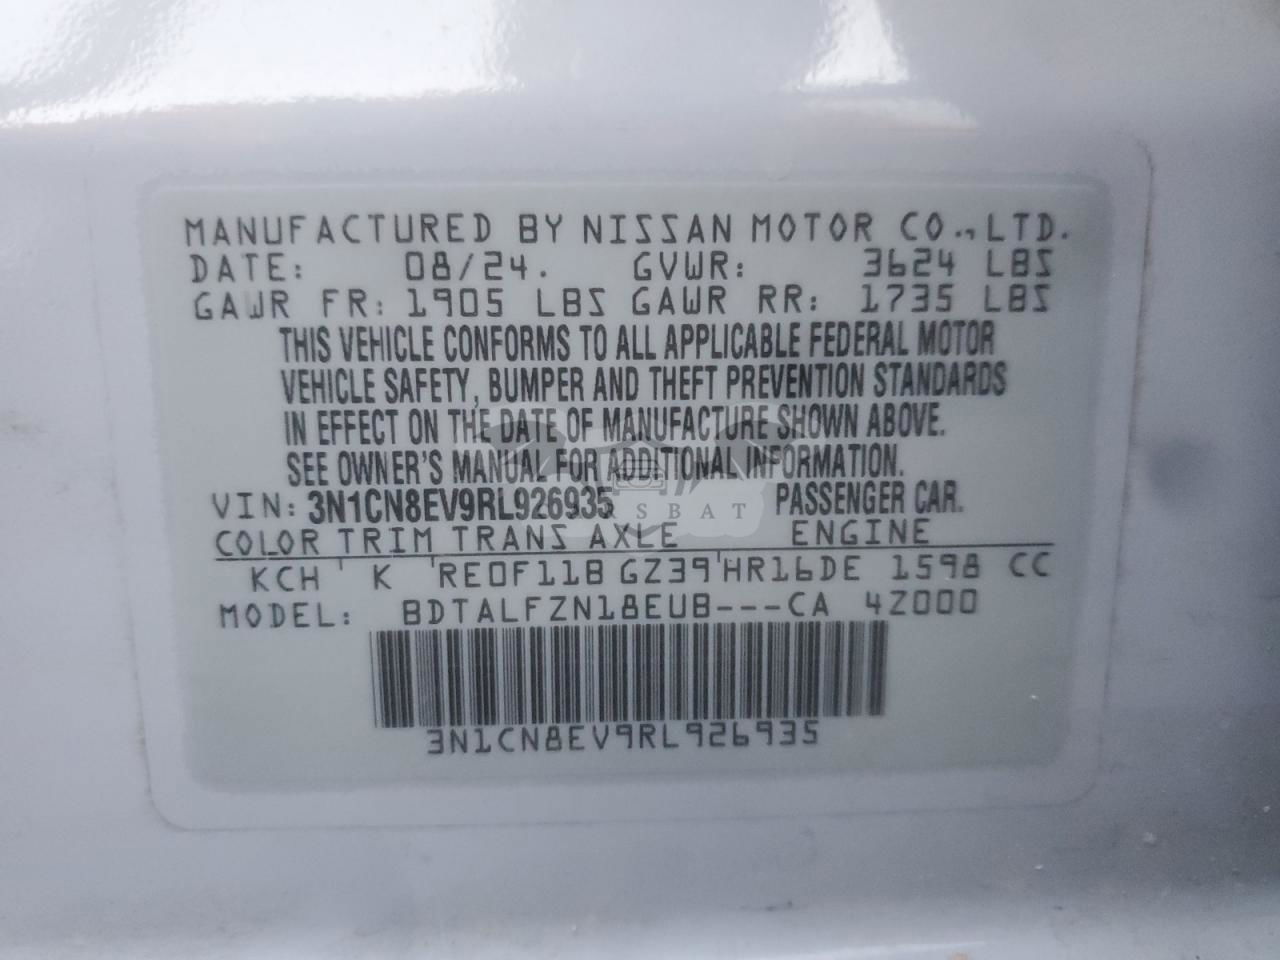 MANUFACTURED BY NISSAN MOTOR CO., LTD.
DATE: 08/24. GVWR: 3624 LBS
GAWR FR: 1905 LBS GAWR RR: 1735 LBS
THIS VEHICLE CONFORMS TO ALL APPLICABLE FEDERAL MOTOR
VEHICLE SAFETY, BUMPER AND THEFT PREVENTION STANDARDS
IN EFFECT ON THE DATE OF MANUFACTURE SHOWN ABOVE.
SEE OWNER'S MANUAL FOR ADDITIONAL INFORMATION.
VIN: 3N1CN8EV9RL926935 PASSENGER CAR.
COLOR TRIM TRANS AXLE ENGINE
KCH K RE0F11B GZ39 HR16DE 1598 CC
MODEL: BDTALFZN18EUB---CA 42000
3N1CN8EV9RL926935